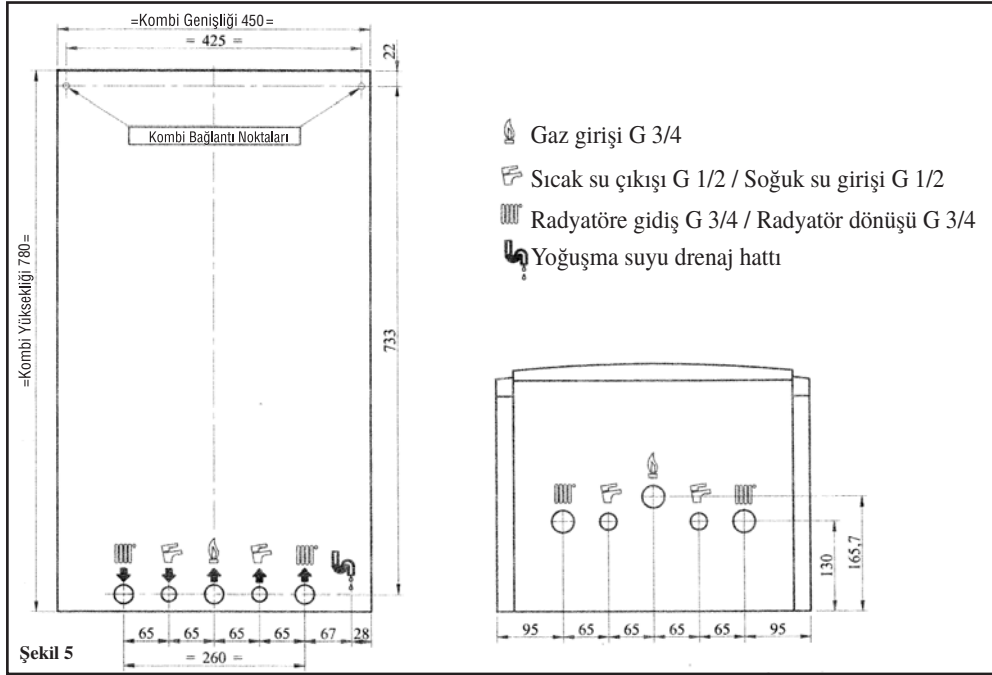 =Kombi Genişliği 450=
= 425 =
22
Kombi Bağlantı Noktaları
=Kombi Yüksekliği 780=
733
Gaz girişi G 3/4
Sıcak su çıkışı G 1/2 / Soğuk su girişi G 1/2
Radyatöre gidiş G 3/4 / Radyatör dönüşü G 3/4
Yoğuşma suyu drenaj hattı
65 65 65 65 67 28
= 260 =
Şekil 5
130
165,7
95 65 65 65 65 95